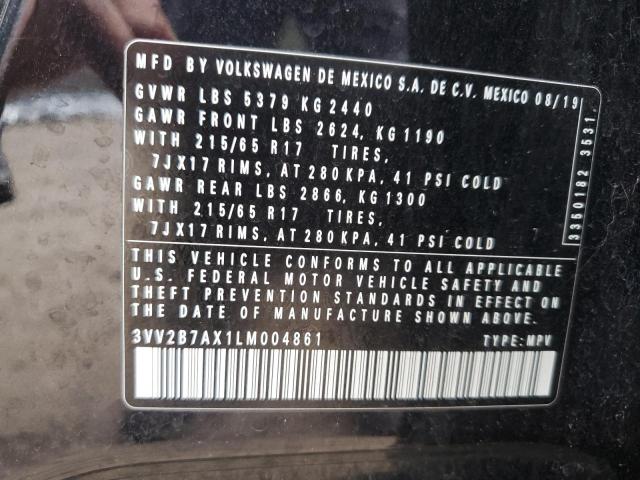 MFD BY VOLKSWAGEN DE MEXICO S.A. DE C.V. MEXICO 08/19
GVWR LBS 5379 KG 2440
GAWR FRONT LBS 2624, KG 1190
WITH 215/65 R17 TIRES,
7JX17 RIMS, AT 280 KPA, 41 PSI COLD
GAWR REAR LBS 2866, KG 1300
WITH 215/65 R17 TIRES,
7JX17 RIMS, AT 280 KPA, 41 PSI COLD 7
THIS VEHICLE CONFORMS TO ALL APPLICABLE
U.S. FEDERAL MOTOR VEHICLE SAFETY AND
THEFT PREVENTION STANDARDS IN EFFECT ON
THE DATE OF MANUFACTURE SHOWN ABOVE
3VV2B7AX1LM004861 TYPE: MPV
3350182 3531